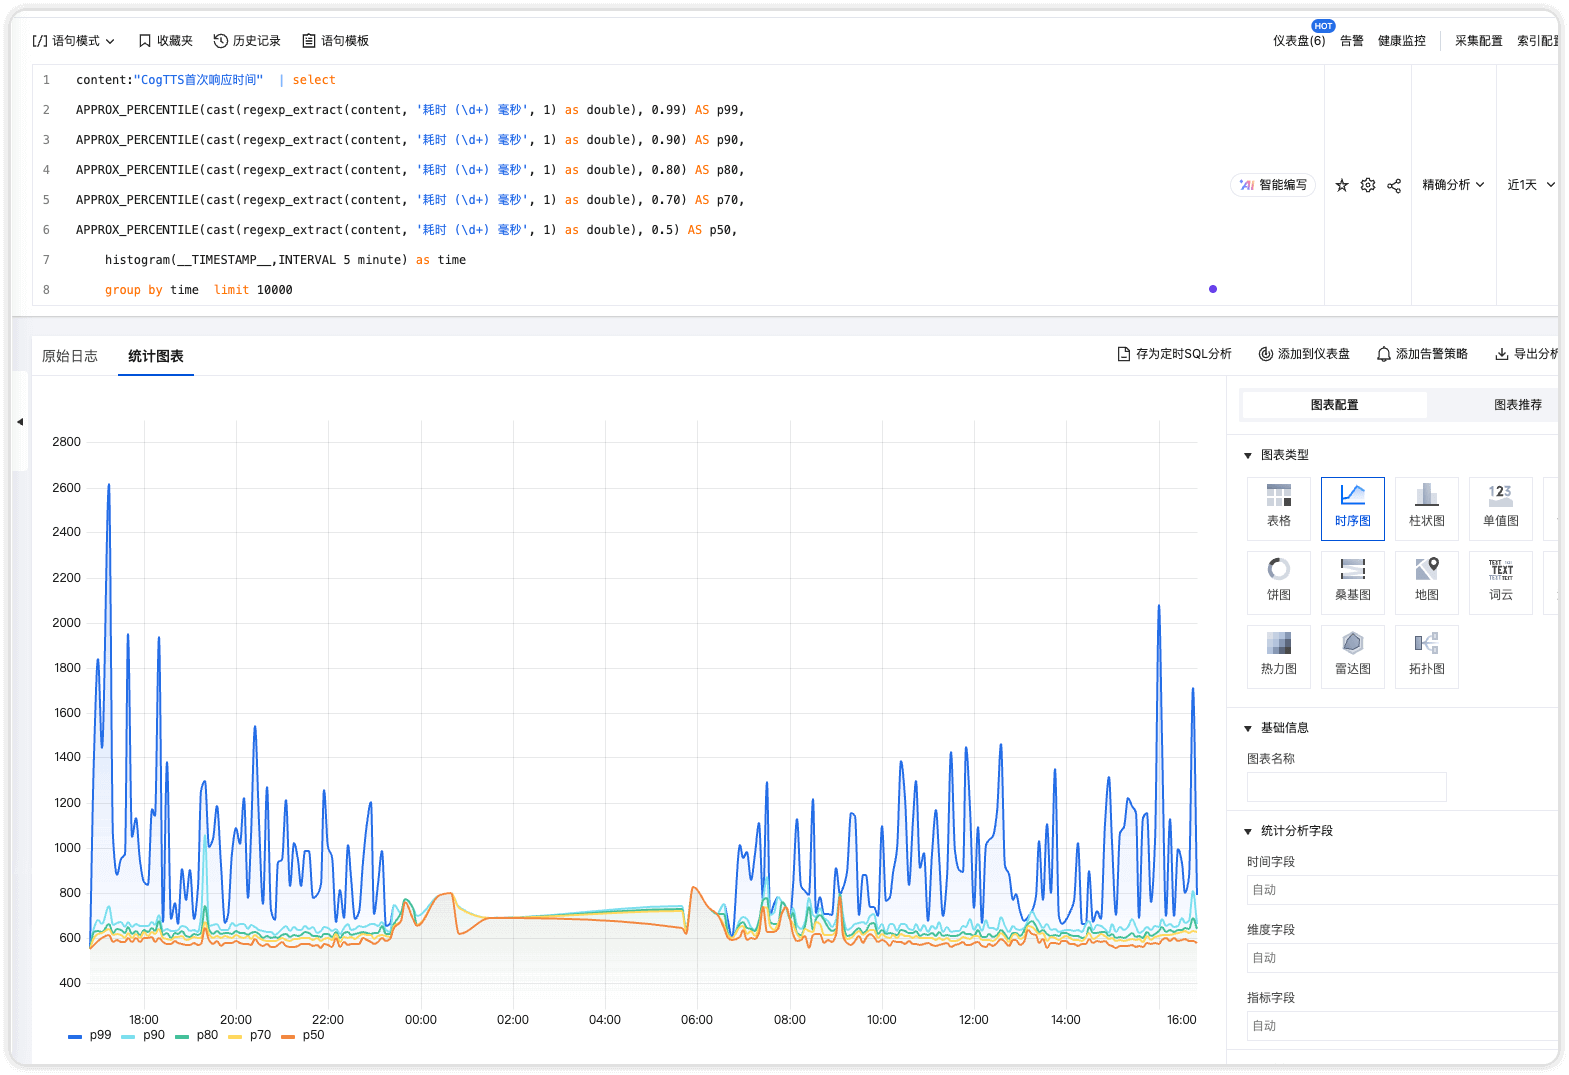 [/] 语句模式 收藏夹 历史记录 语句模板 仪表盘(6) HOT 告警 健康监控 采集配置 索引配置
1 content:"CogTTS首次响应时间" | select
2 APPROX_PERCENTILE(cast(regexp_extract(content, '耗时 (\d+) 毫秒', 1) as double), 0.99) AS p99,
3 APPROX_PERCENTILE(cast(regexp_extract(content, '耗时 (\d+) 毫秒', 1) as double), 0.90) AS p90,
4 APPROX_PERCENTILE(cast(regexp_extract(content, '耗时 (\d+) 毫秒', 1) as double), 0.80) AS p80,
5 APPROX_PERCENTILE(cast(regexp_extract(content, '耗时 (\d+) 毫秒', 1) as double), 0.70) AS p70,
6 APPROX_PERCENTILE(cast(regexp_extract(content, '耗时 (\d+) 毫秒', 1) as double), 0.5) AS p50,
7 histogram(__TIMESTAMP__,INTERVAL 5 minute) as time
8 group by time limit 10000
AI 智能编写 精确分析 近1天
原始日志 统计图表 存为定时SQL分析 添加到仪表盘 添加告警策略 导出分析
2800
2600
2400
2200
2000
1800
1600
1400
1200
1000
800
600
400
18:00 20:00 22:00 00:00 02:00 04:00 06:00 08:00 10:00 12:00 14:00 16:00
p99 p90 p80 p70 p50
图表配置 图表推荐
图表类型
123
表格 时序图 柱状图 单值图
TEXT
饼图 桑基图 地图 词云
热力图 雷达图 拓扑图
基础信息
图表名称
统计分析字段
时间字段
自动
维度字段
自动
指标字段
自动